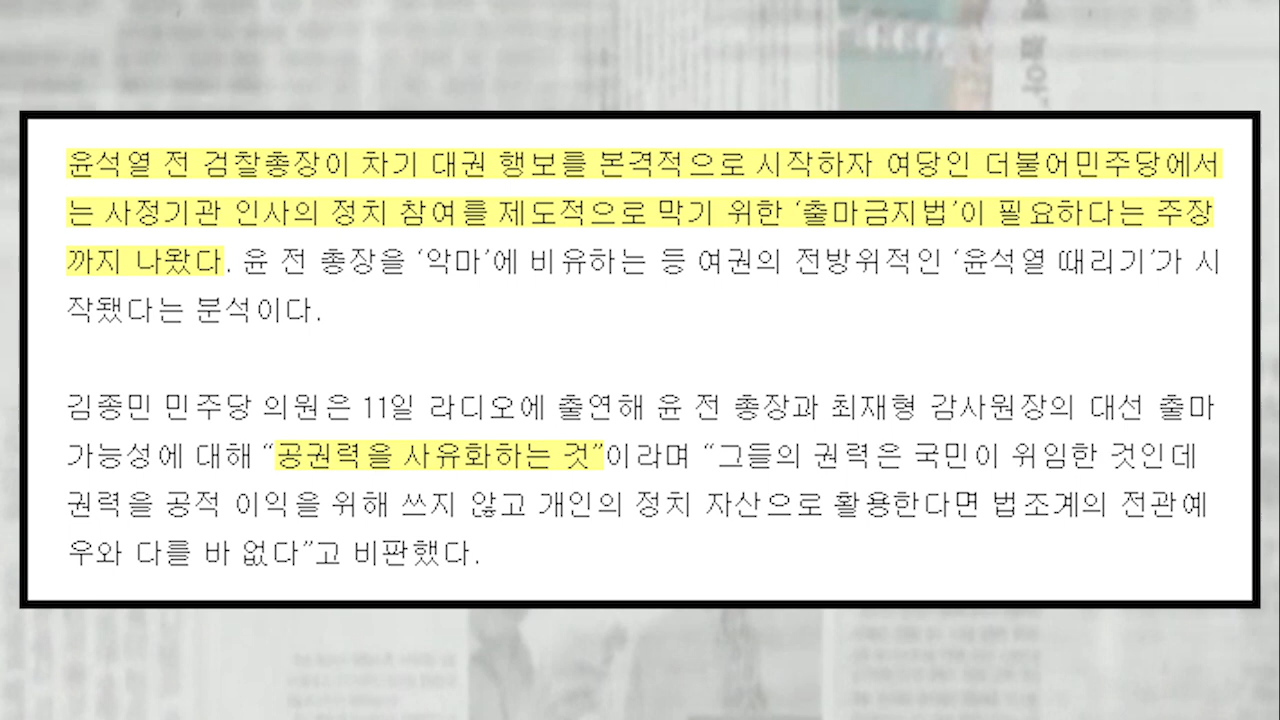 윤석열 전 검찰총장이 차기 대권 행보를 본격적으로 시작하자 여당인 더불어민주당에서
는 사정기관 인사의 정치 참여를 제도적으로 막기 위한 ‘출마금지법’이 필요하다는 주장
까지 나왔다. 윤 전 총장을 ‘악마’에 비유하는 등 여권의 전방위적인 ‘윤석열 때리기’가 시
작됐다는 분석이다.
김종민 민주당 의원은 11일 라디오에 출연해 윤 전 총장과 최재형 감사원장의 대선 출마
가능성에 대해 “공권력을 사유화하는 것”이라며 “그들의 권력은 국민이 위임한 것인데
권력을 공적 이익을 위해 쓰지 않고 개인의 정치 자산으로 활용한다면 법조계의 전관예
우와 다를 바 없다”고 비판했다.